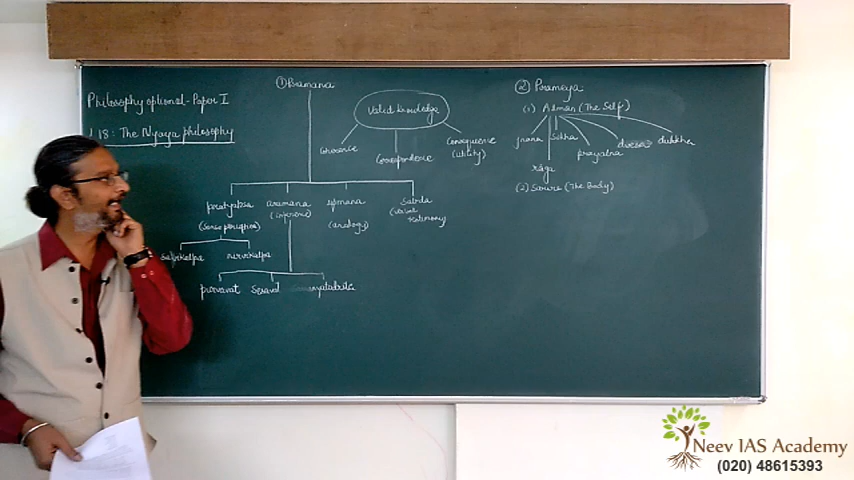 Philosophy optional - Paper I
L18: The Nyaya philosophy
① Pramana
Valid Knowledge
Coherence
Correspondence
Consequence
(utility)
pratyaksa
(Sense perception)
anumana
(inference)
upmana
(analogy)
Sabda
(verbal
testimony)
savikalpa
nirvikalpa
purvavat
Sesavat
② Prameya
(1) Atman (The Self)
jnana
raga
Sukha
prayatna
dvesa
dukkha
(2) Sarira (The Body)
Neev IAS Academy
(020) 48615393